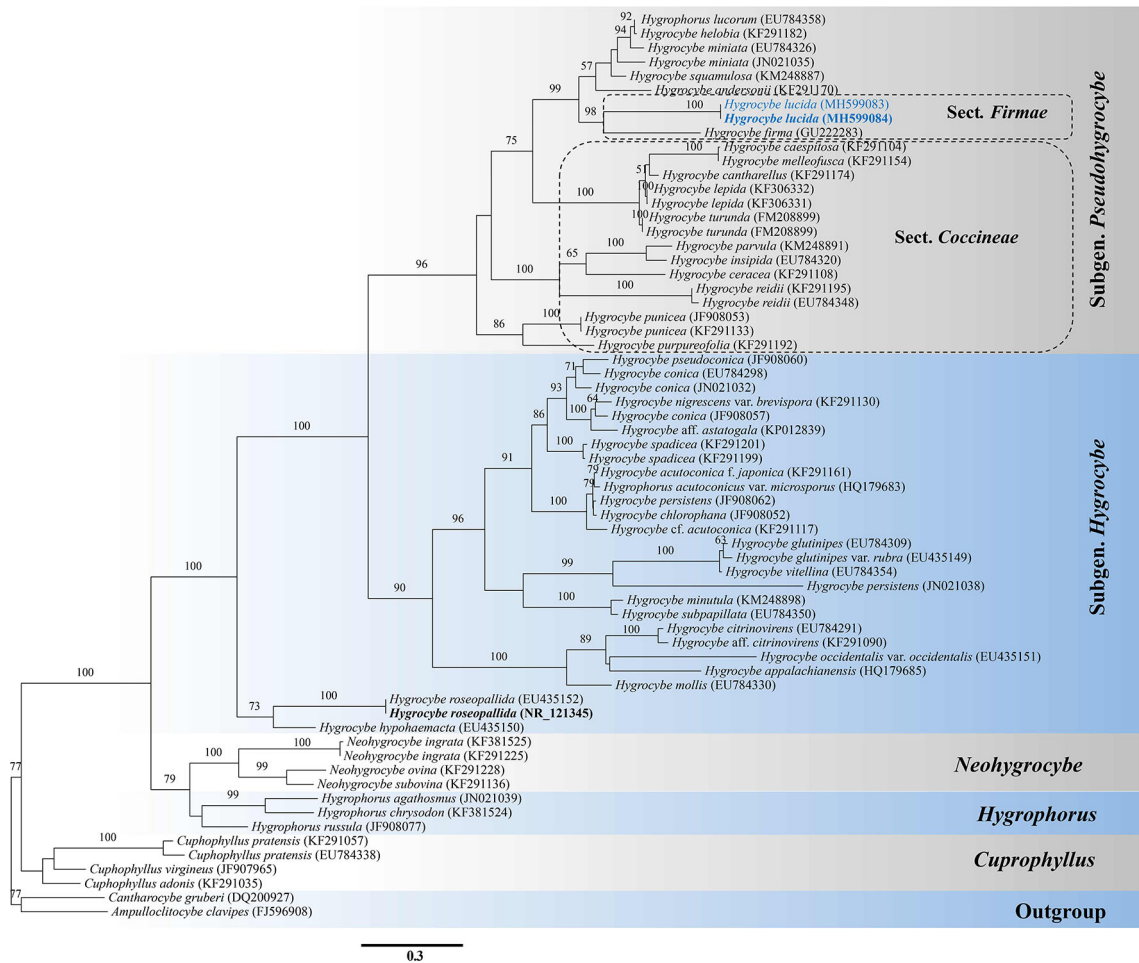 92
Hygrophorus lucorum (EU784358)
94
Hygrocybe helobia (KF291182)
Hygrocybe miniata (EU784326)
57
Hygrocybe miniata (JN021035)
Hygrocybe squamulosa (KM248887)
99
Hygrocybe andersonii (KF291170)
98
100
Hygrocybe lucida (MH599083)
Hygrocybe lucida (MH599084)
Sect. Firmae
Hygrocybe firma (GU222283)
75
100
Hygrocybe caespitosa (KF291104)
Hygrocybe melleofusca (KF291154)
51
Hygrocybe cantharellus (KF291174)
100
100
Hygrocybe lepida (KF306332)
Hygrocybe lepida (KF306331)
100
Hygrocybe turunda (FM208899)
Hygrocybe turunda (FM208899)
Sect. Coccineae
65
100
Hygrocybe parvula (KM248891)
Hygrocybe insipida (EU784320)
96
100
Hygrocybe ceracea (KF291108)
100
Hygrocybe reidii (KF291195)
Hygrocybe reidii (EU784348)
100
Hygrocybe punicea (JF908053)
86
Hygrocybe punicea (KF291133)
Hygrocybe purpureofolia (KF291192)
Subgen. Pseudohygrocybe
Hygrocybe pseudoconica (JF908060)
71
Hygrocybe conica (EU784298)
93
Hygrocybe conica (JN021032)
64
Hygrocybe nigrescens var. brevispora (KF291130)
86
100
Hygrocybe conica (JF908057)
Hygrocybe aff. astatogala (KP012839)
100
100
Hygrocybe spadicea (KF291201)
91
Hygrocybe spadicea (KF291199)
79
Hygrocybe acutoconica f. japonica (KF291161)
79
Hygrophorus acutoconicus var. microsporus (HQ179683)
Hygrocybe persistens (JF908062)
100
Hygrocybe chlorophana (JF908052)
96
Hygrocybe cf. acutoconica (KF291117)
63
Hygrocybe glutinipes (EU784309)
100
Hygrocybe glutinipes var. rubra (EU435149)
100
99
Hygrocybe vitellina (EU784354)
Hygrocybe persistens (JN021038)
90
100
Hygrocybe minutula (KM248898)
Hygrocybe subpapillata (EU784350)
100
Hygrocybe citrinovirens (EU784291)
89
Hygrocybe aff. citrinovirens (KF291090)
Hygrocybe occidentalis var. occidentalis (EU435151)
100
Hygrocybe appalachianensis (HQ179685)
100
Hygrocybe mollis (EU784330)
Subgen. Hygrocybe
100
Hygrocybe roseopallida (EU435152)
73
Hygrocybe roseopallida (NR_121345)
Hygrocybe hypohaemacta (EU435150)
100
Neohygrocybe ingrata (KF381525)
100
Neohygrocybe ingrata (KF291225)
99
Neohygrocybe ovina (KF291228)
77
79
Neohygrocybe subovina (KF291136)
Neohygrocybe
99
Hygrophorus agathosmus (JN021039)
Hygrophorus chrysodon (KF381524)
Hygrophorus russula (JF908077)
Hygrophorus
100
Cuphophyllus pratensis (KF291057)
Cuphophyllus pratensis (EU784338)
Cuphophyllus virgineus (JF907965)
Cuphophyllus adonis (KF291035)
Cuprophyllus
77
Cantharocybe gruberi (DQ200927)
Ampulloclitocybe clavipes (FJ596908)
Outgroup
0.3